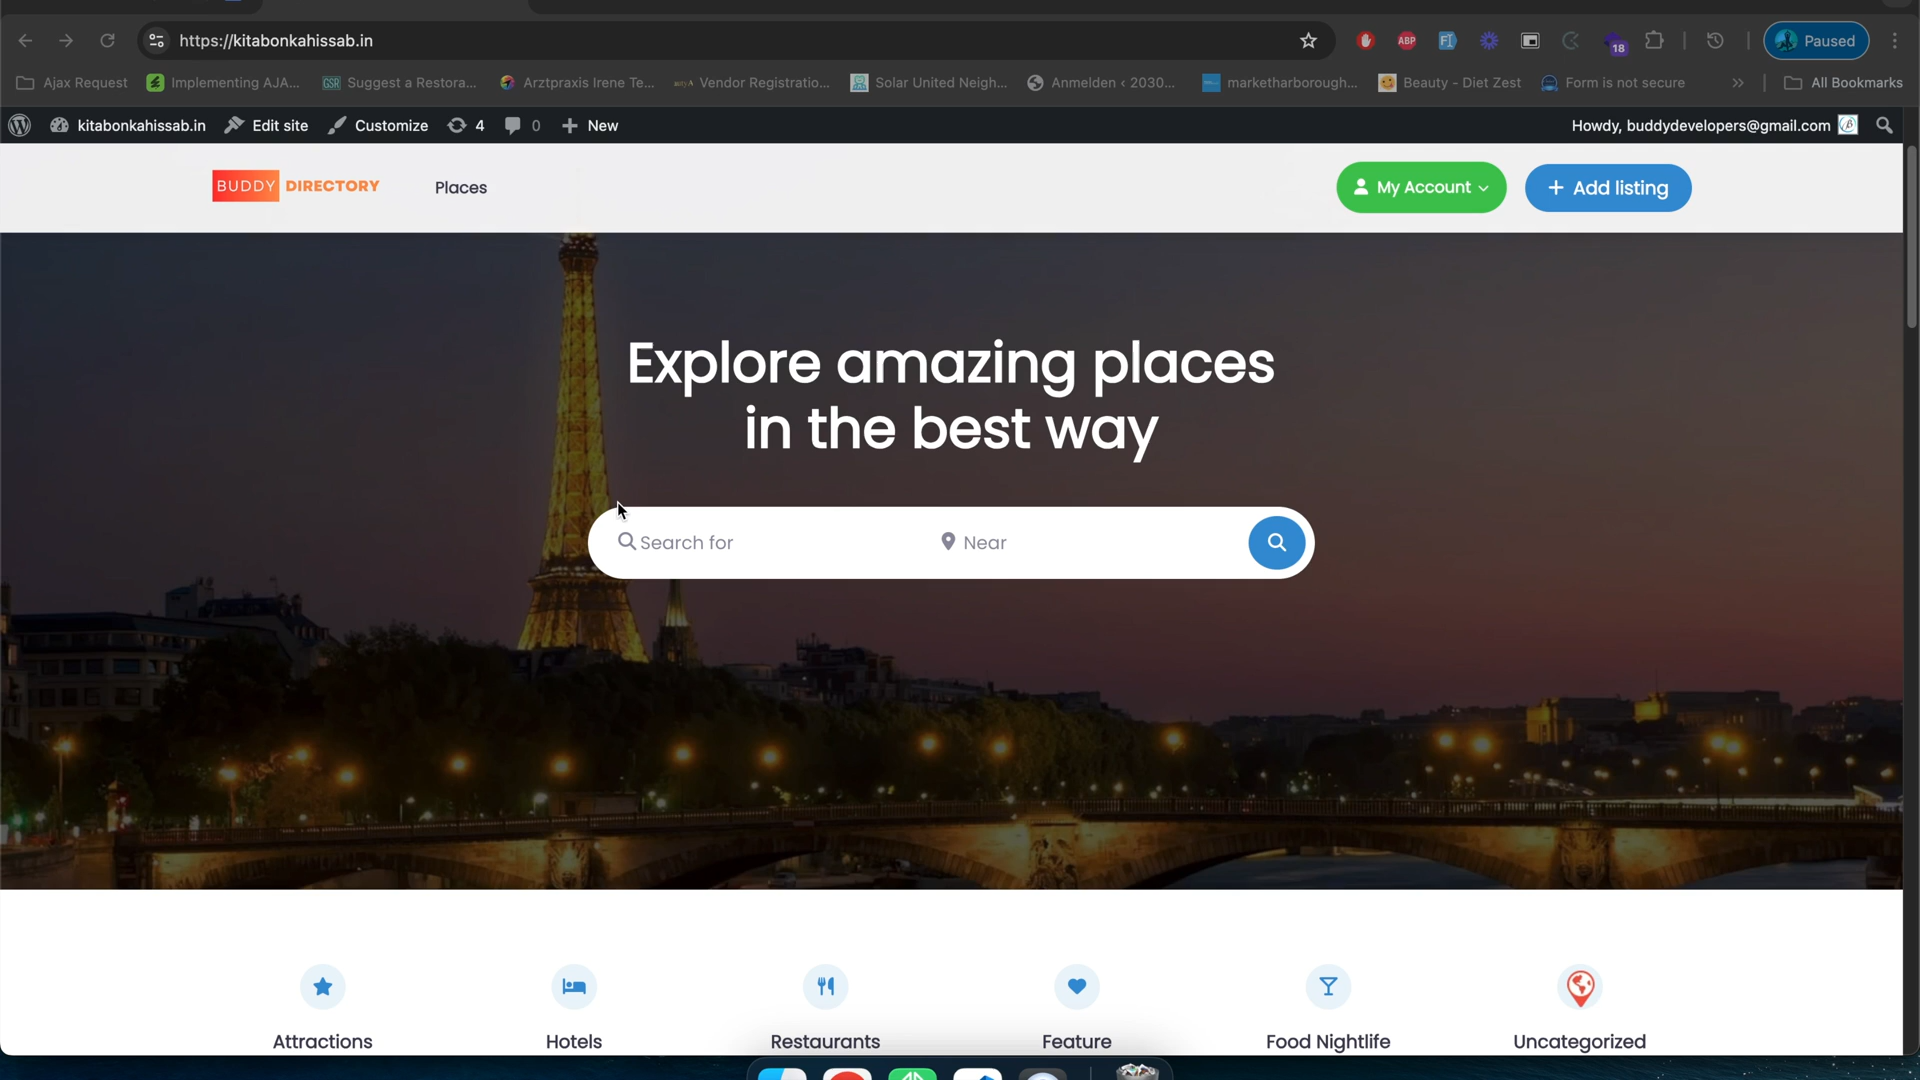 https://kitabonkahissab.in
ABP
18
Paused
Ajax Request
Implementing AJA...
GSR
Suggest a Restora...
Arztpraxis Irene Te...
Vendor Registratio...
Solar United Neigh...
Anmelden ‹ 2030...
marketharborough...
Beauty - Diet Zest
Form is not secure
»
All Bookmarks
kitabonkahissab.in
Edit site
Customize
4
0
New
Howdy, buddydevelopers@gmail.com
BUDDY DIRECTORY
Places
My Account
+ Add listing
Explore amazing places
in the best way
Search for
Near
Attractions
Hotels
Restaurants
Feature
Food Nightlife
Uncategorized